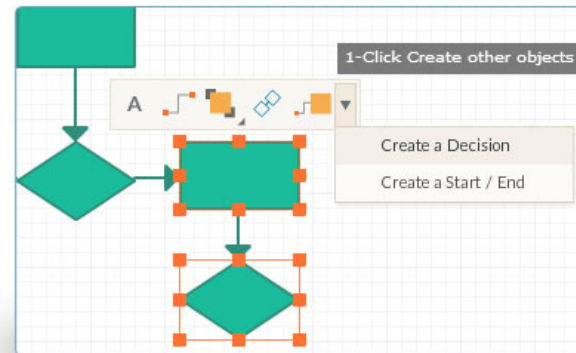 1-Click Create other objects
A
Create a Decision
Create a Start / End